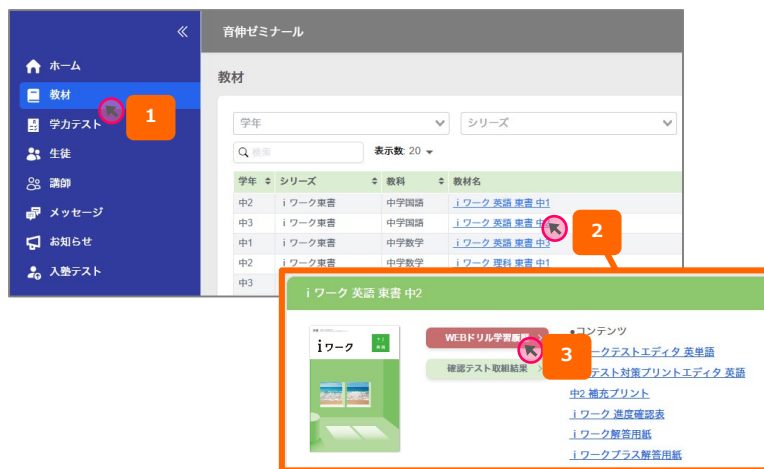 育伸ゼミナール
ホーム
教材
学力テスト
生徒
講師
メッセージ
お知らせ
入塾テスト
1
教材
学年
シリーズ
検索
表示数: 20
学年 シリーズ 教科 教材名
中2 ｉワーク東書 中学国語 ｉワーク 英語 東書 中1
中3 ｉワーク東書 中学国語 ｉワーク 英語 東書
中1 ｉワーク東書 中学数学 ｉワーク 英語 東書 中3
中2 ｉワーク東書 中学数学 ｉワーク 理科 東書 中1
中3
2
ｉワーク 英語 東書 中2
ｉワーク
WEBドリル学習履歴
確認テスト取組結果
3
●コンテンツ
ークテストエディタ 英単語
テスト対策プリントエディタ 英語
中2 補充プリント
ｉワーク 進度確認表
ｉワーク解答用紙
ｉワークプラス解答用紙